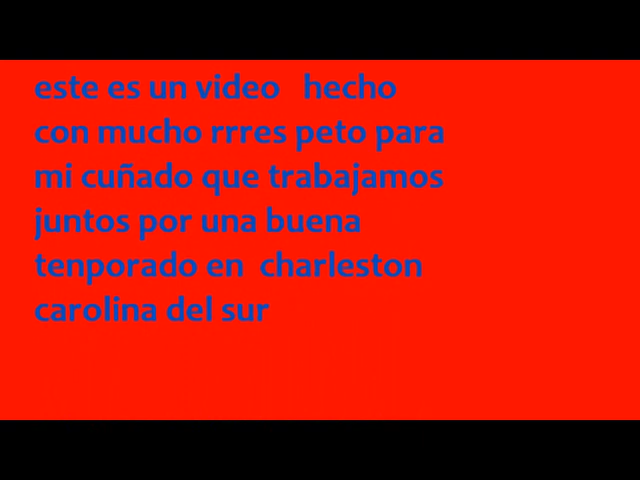 este es un video hecho
con mucho rrres peto para
mi cuñado que trabajamos
juntos por una buena
tenporado en charleston
carolina del sur